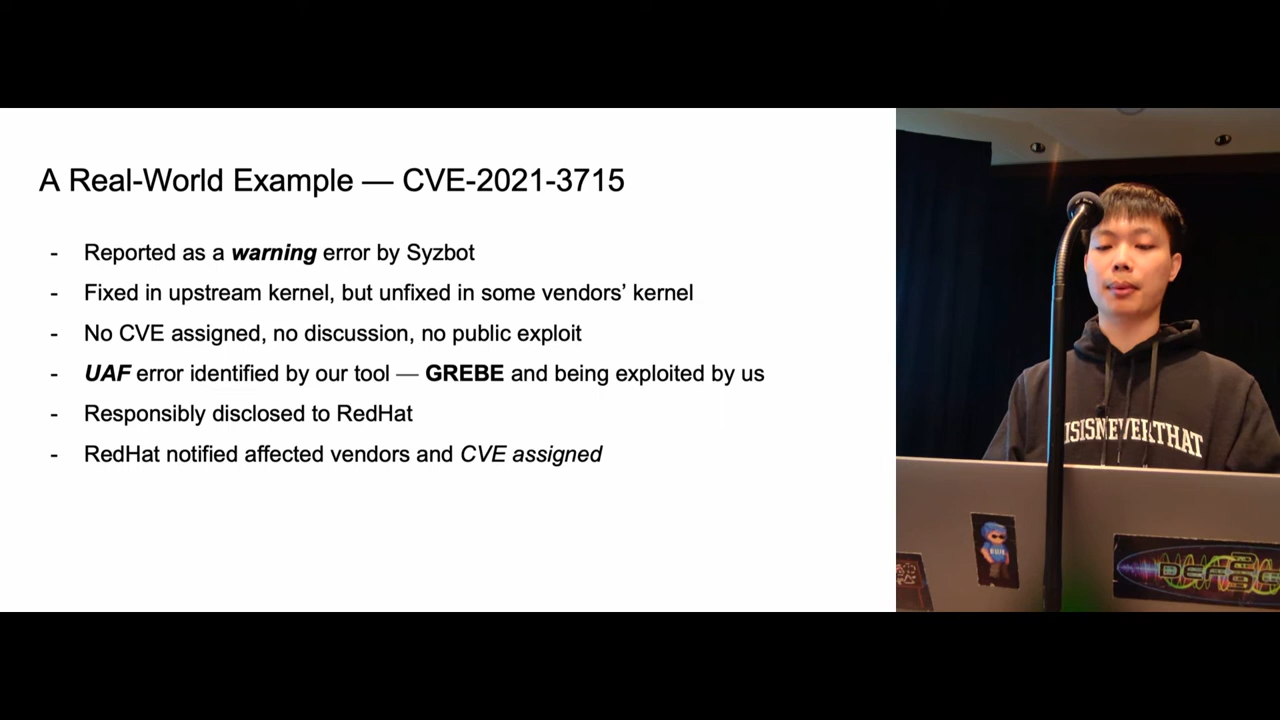 A Real-World Example — CVE-2021-3715
- Reported as a warning error by Syzbot
- Fixed in upstream kernel, but unfixed in some vendors’ kernel
- No CVE assigned, no discussion, no public exploit
- UAF error identified by our tool — GREBE and being exploited by us
- Responsibly disclosed to RedHat
- RedHat notified affected vendors and CVE assigned
ISISNEVERTHAT